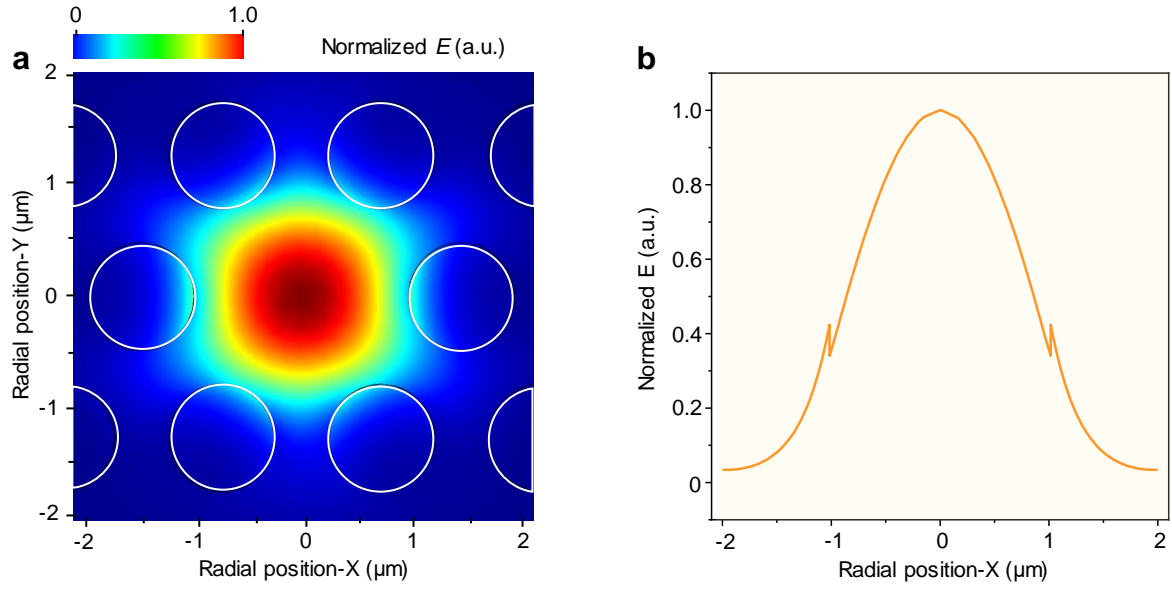 0 1.0
a Normalized E (a.u.)
2
1
0
-1
-2
Radial position-Y (µm)
-2 -1 0 1 2
Radial position-X (µm)
b
1.0
0.8
0.6
0.4
0.2
0
Normalized E (a.u.)
-2 -1 0 1 2
Radial position-X (µm)